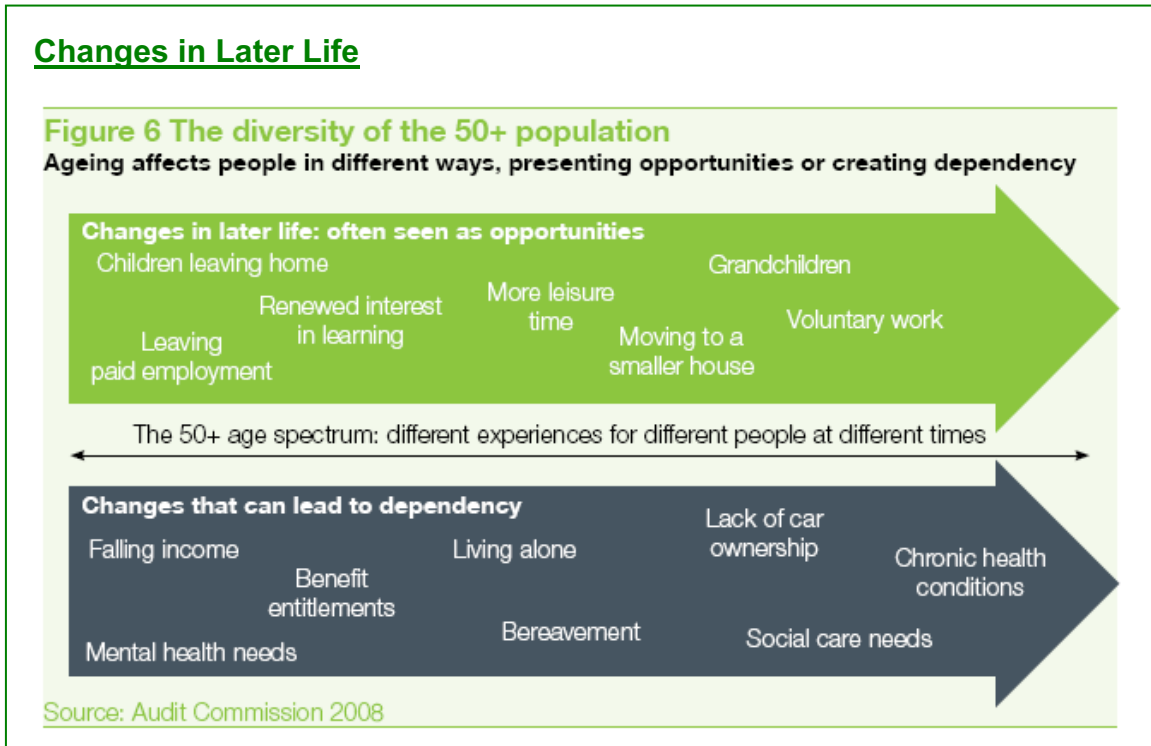 Changes in Later Life
Figure 6 The diversity of the 50+ population
Ageing affects people in different ways, presenting opportunities or creating dependency
Changes in later life: often seen as opportunities
Children leaving home
Grandchildren
More leisure
time
Renewed interest
in learning
Voluntary work
Leaving
paid employment
Moving to a
smaller house
The 50+ age spectrum: different experiences for different people at different times
Changes that can lead to dependency
Lack of car
ownership
Falling income
Living alone
Chronic health
conditions
Benefit
entitlements
Bereavement
Social care needs
Mental health needs
Source: Audit Commission 2008